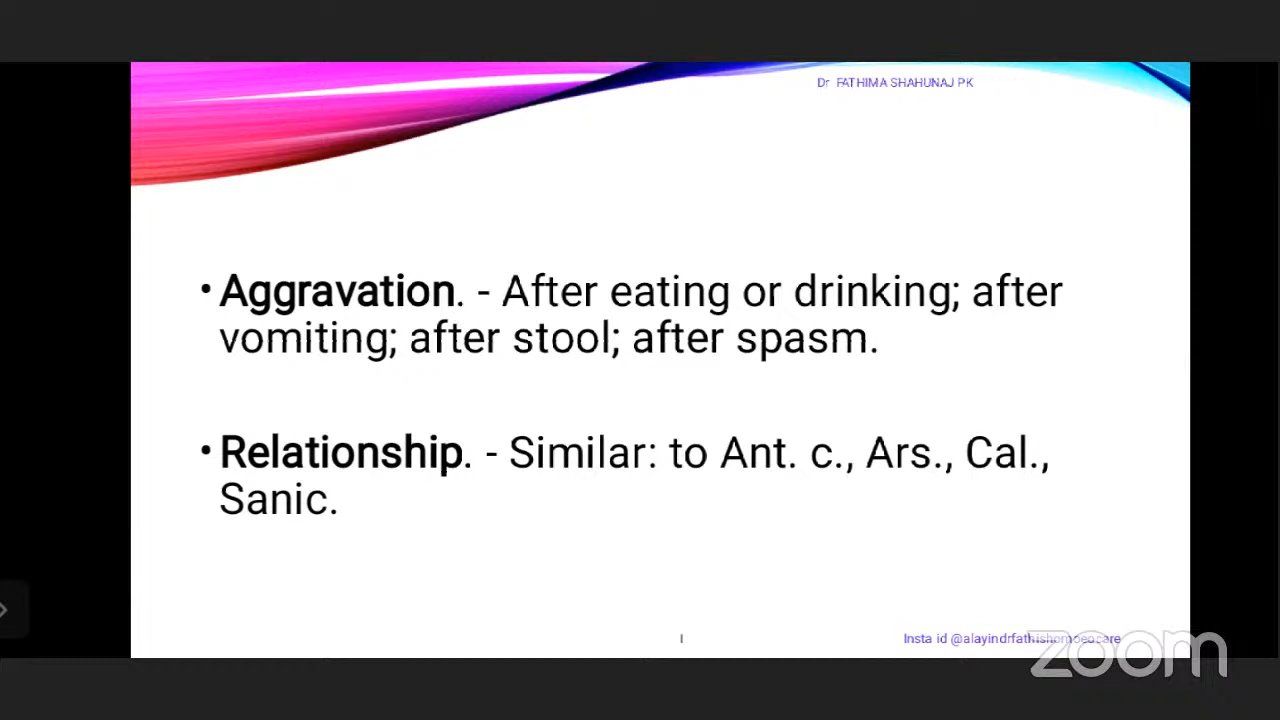 Dr FATHIMA SHAHUNAJ PK
• Aggravation. - After eating or drinking; after
vomiting; after stool; after spasm.
• Relationship. - Similar: to Ant. c., Ars., Cal.,
Sanic.
Insta id @alayindrfathishomoeocare
zoom